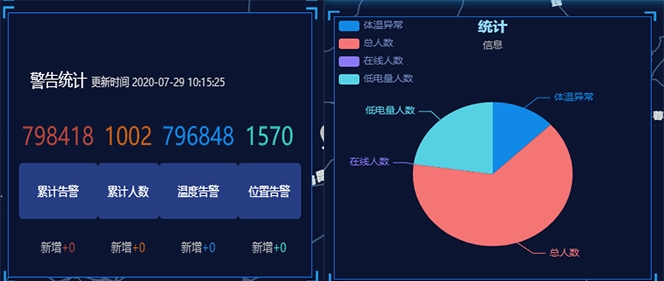 警告统计 更新时间 2020-07-29 10:15:25
798418 1002 796848 1570
累计告警 累计人数 温度告警 位置告警
新增+0 新增+0 新增+0 新增+0
统计
信息
体温异常
总人数
在线人数
低电量人数
体温异常
低电量人数
在线人数
总人数